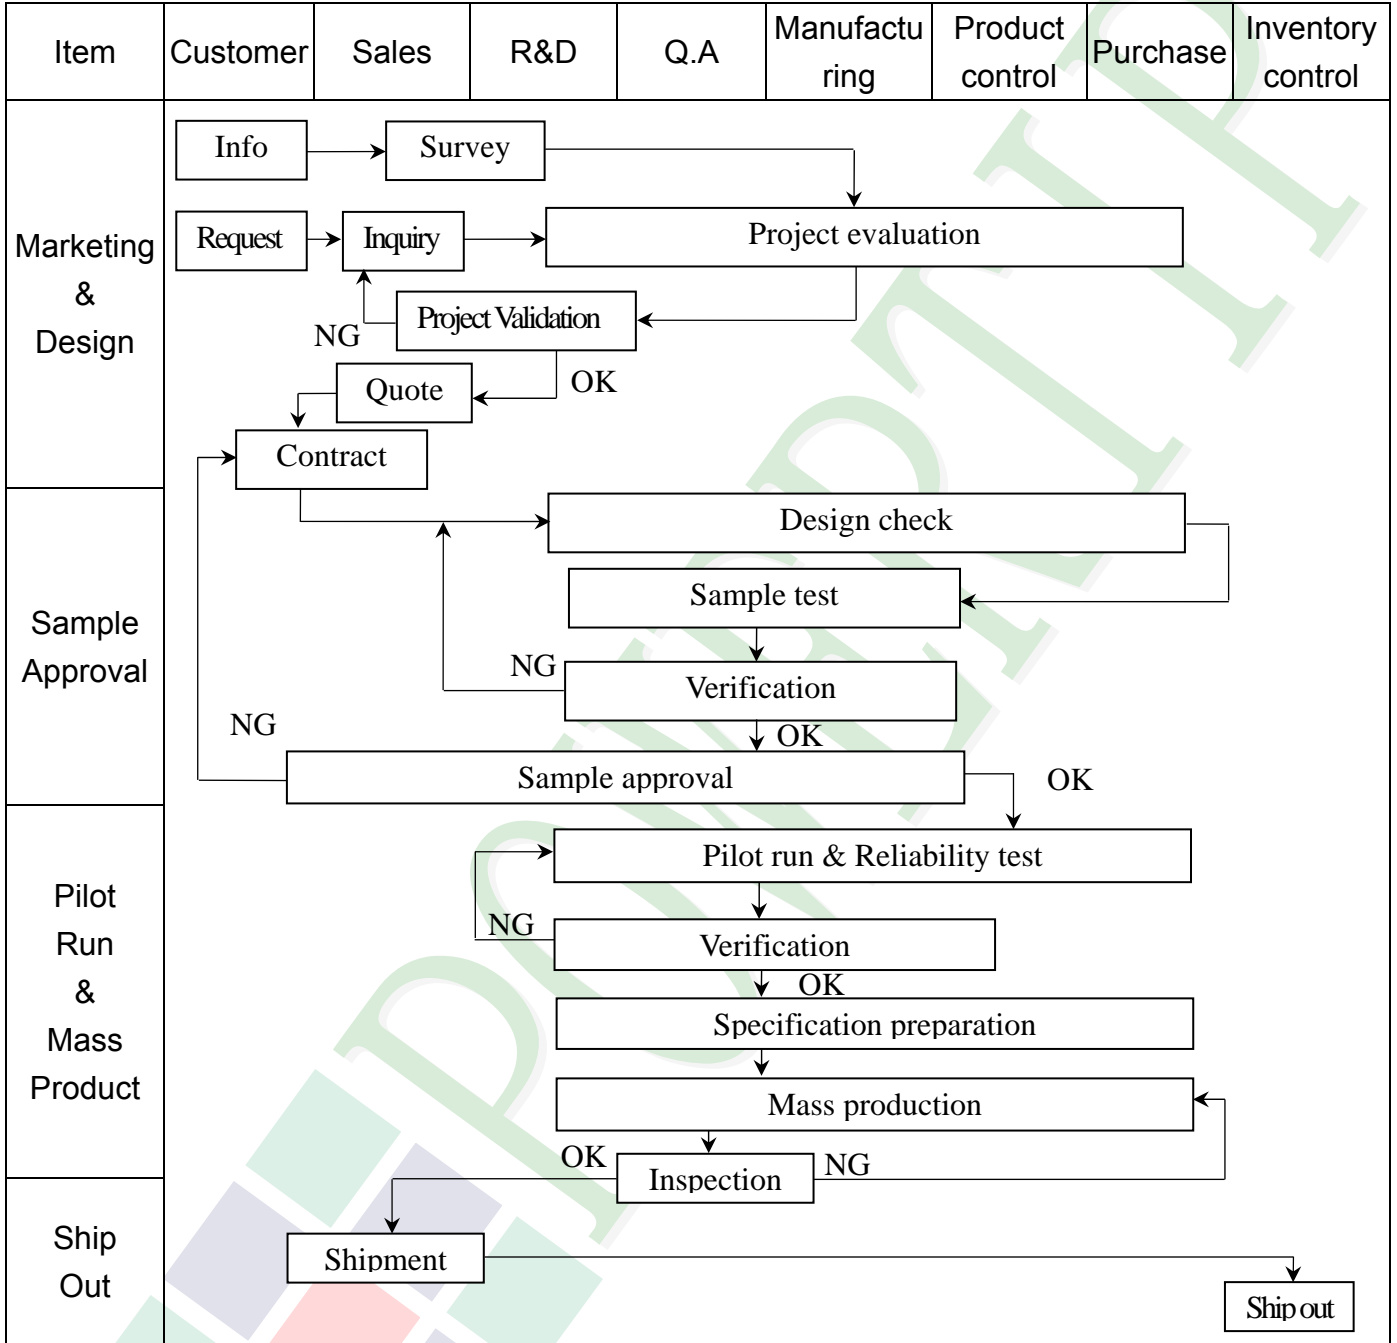 Item
Customer
Sales
R&D
Q.A
Manufactu
ring
Product
control
Purchase
Inventory
control
Marketing
&
Design
Info
Survey
Request
Inquiry
Project evaluation
Project Validation
NG
OK
Quote
Contract
Sample
Approval
Design check
Sample test
NG
Verification
OK
NG
Sample approval
OK
Pilot
Run
&
Mass
Product
Pilot run & Reliability test
NG
Verification
OK
Specification preparation
Mass production
OK
Inspection
NG
Ship
Out
Shipment
Ship out
POWERTIP